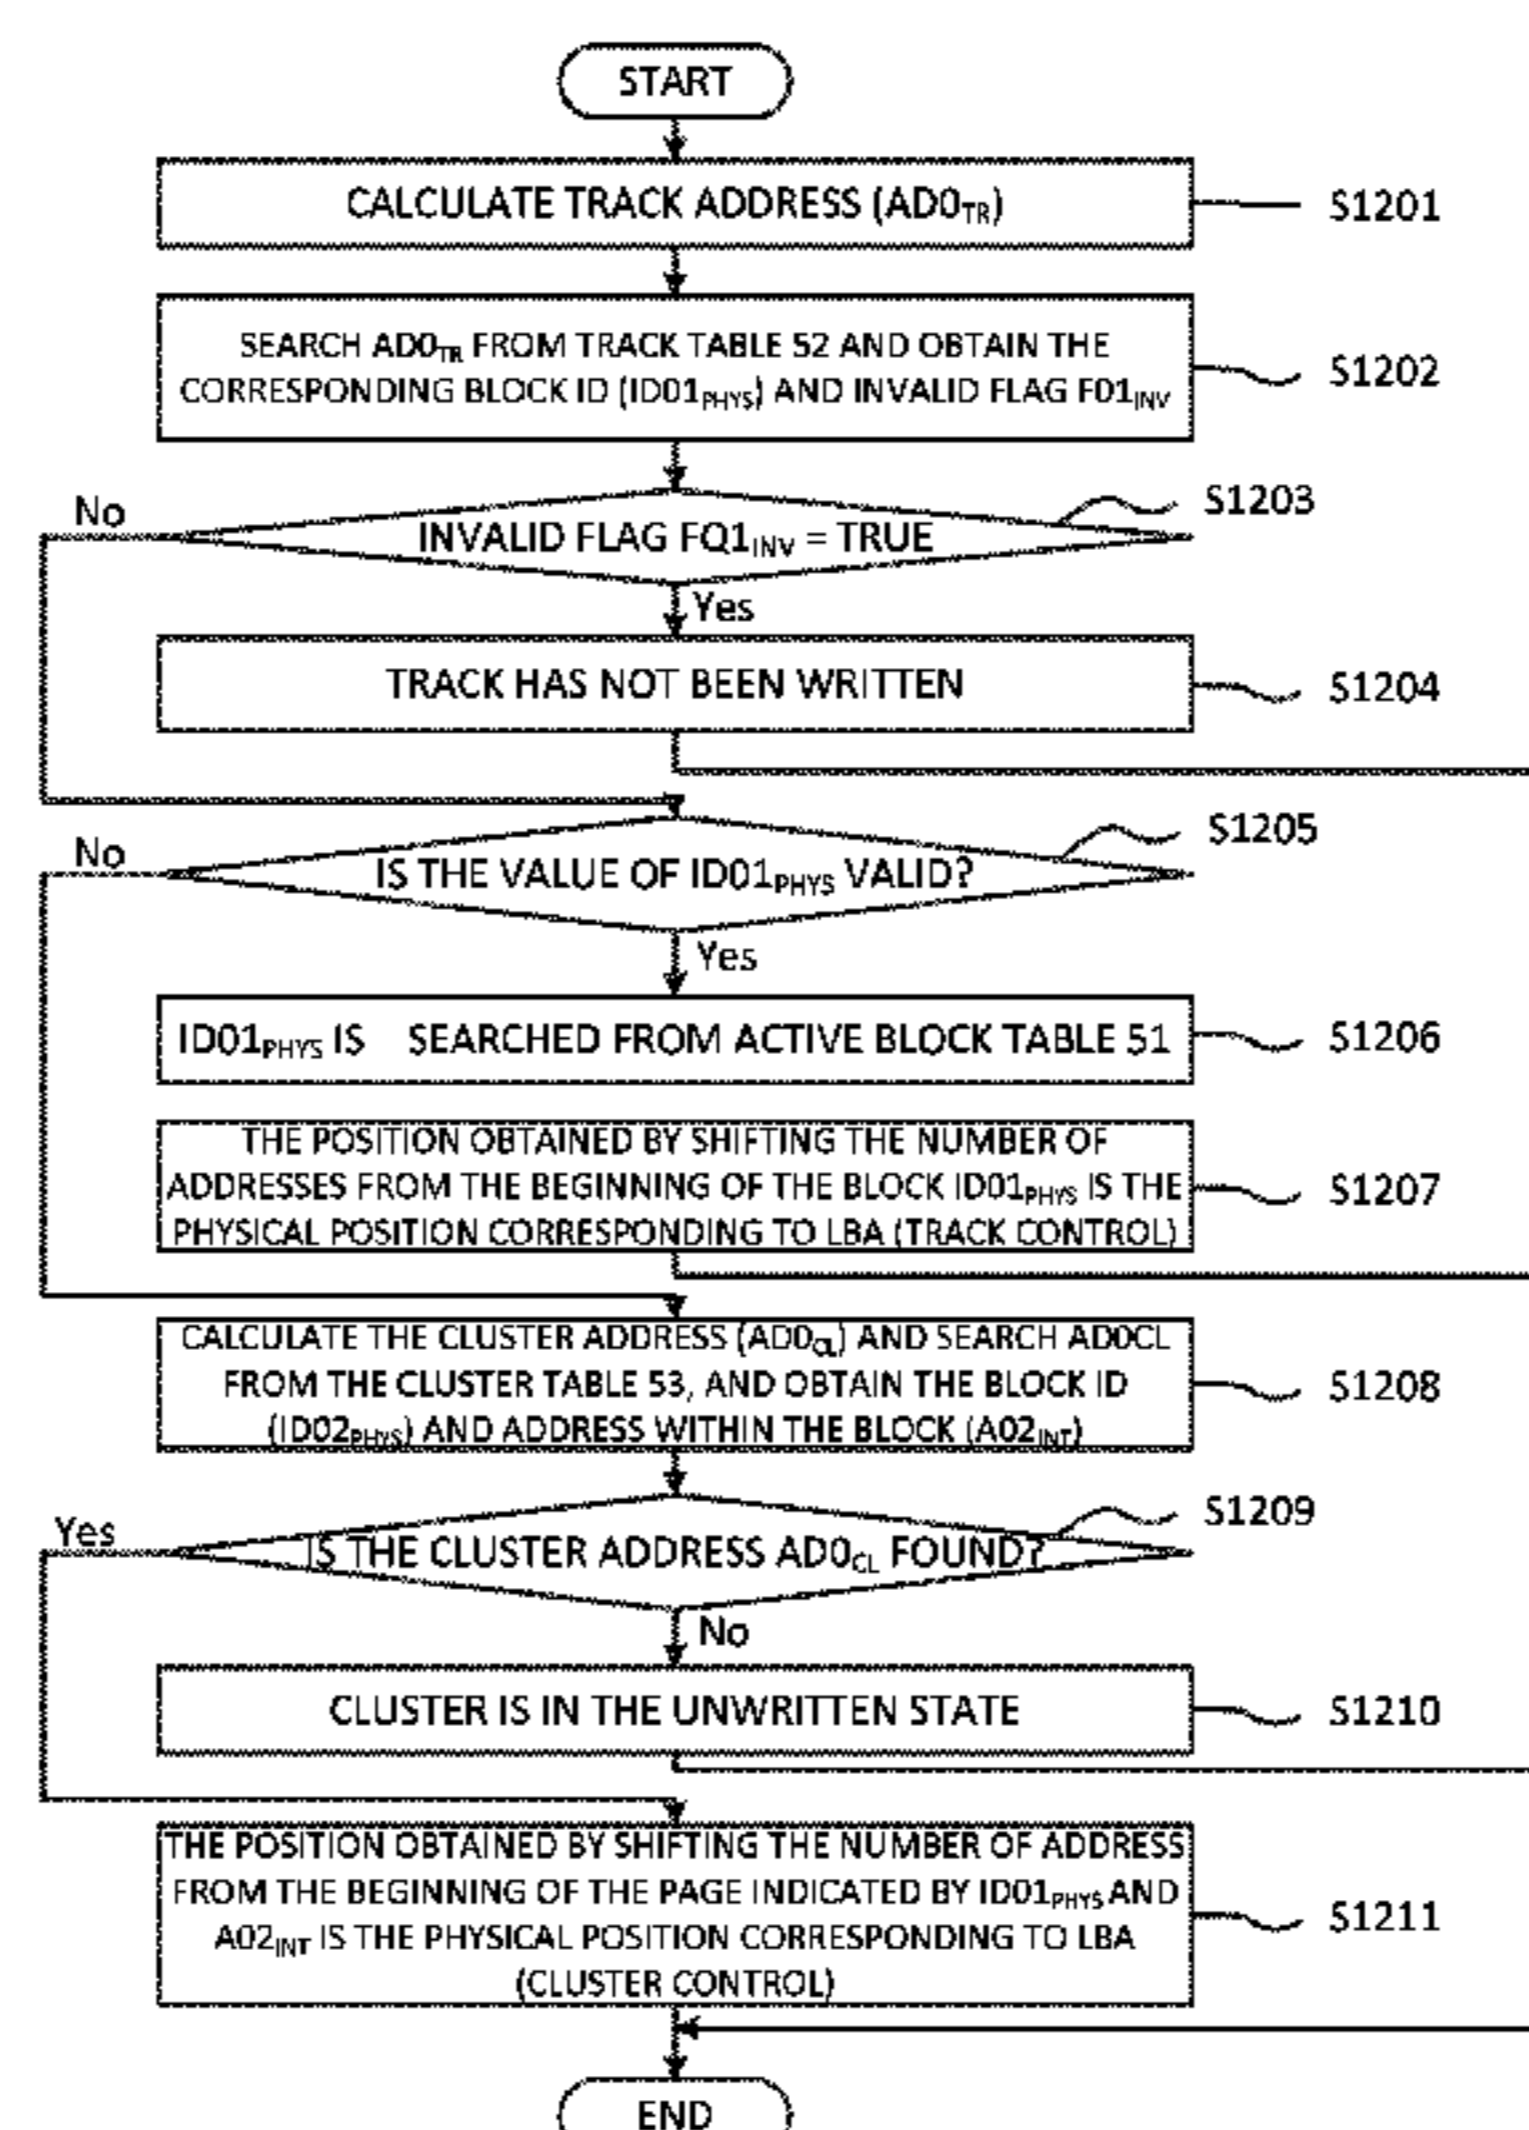 START
CALCULATE TRACK ADDRESS (AD0TR)
S1201
SEARCH AD0TR FROM TRACK TABLE 52 AND OBTAIN THE
CORRESPONDING BLOCK ID (ID01PHYS) AND INVALID FLAG F01INV
S1202
No
S1203
INVALID FLAG FQ1INV = TRUE
Yes
TRACK HAS NOT BEEN WRITTEN
S1204
No
S1205
IS THE VALUE OF ID01PHYS VALID?
Yes
ID01PHYS IS SEARCHED FROM ACTIVE BLOCK TABLE 51
S1206
THE POSITION OBTAINED BY SHIFTING THE NUMBER OF
ADDRESSES FROM THE BEGINNING OF THE BLOCK ID01PHYS IS THE
PHYSICAL POSITION CORRESPONDING TO LBA (TRACK CONTROL)
S1207
CALCULATE THE CLUSTER ADDRESS (AD0CL) AND SEARCH AD0CL
FROM THE CLUSTER TABLE 53, AND OBTAIN THE BLOCK ID
(ID02PHYS) AND ADDRESS WITHIN THE BLOCK (A02INT)
S1208
Yes
S1209
IS THE CLUSTER ADDRESS AD0CL FOUND?
No
CLUSTER IS IN THE UNWRITTEN STATE
S1210
THE POSITION OBTAINED BY SHIFTING THE NUMBER OF ADDRESS
FROM THE BEGINNING OF THE PAGE INDICATED BY ID01PHYS AND
A02INT IS THE PHYSICAL POSITION CORRESPONDING TO LBA
(CLUSTER CONTROL)
S1211
END